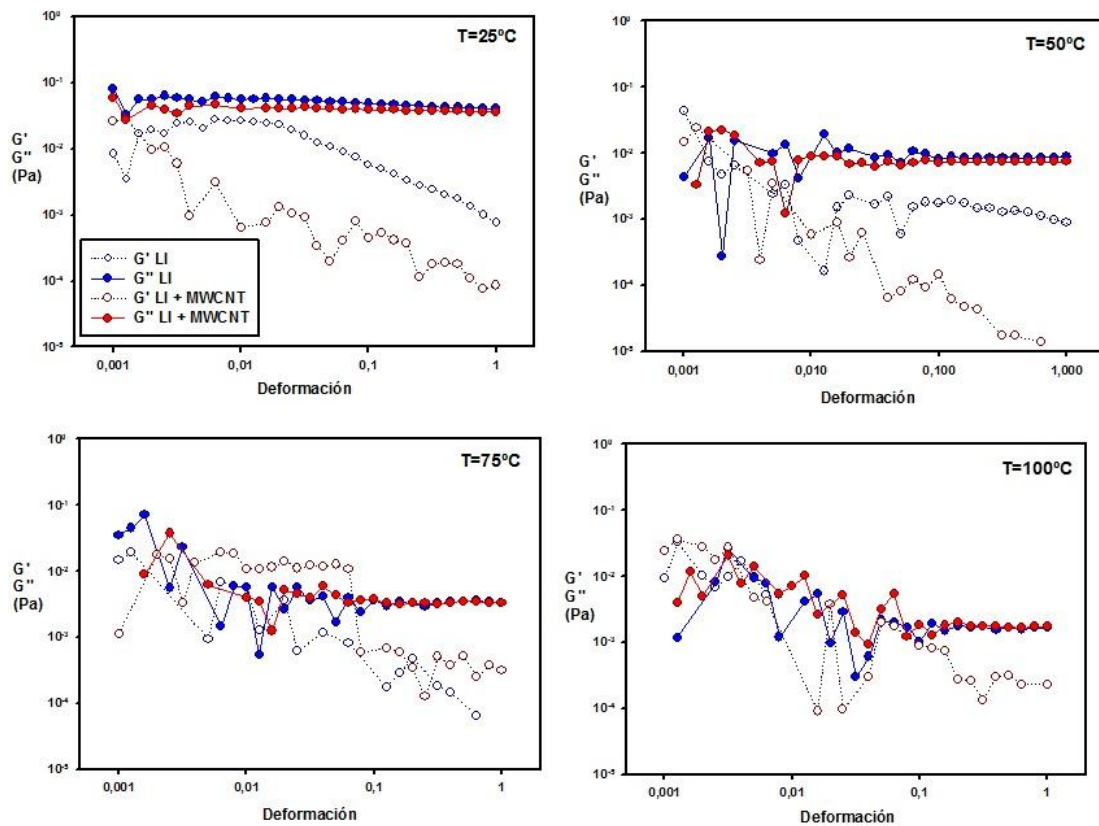 T=25ºC
10⁰
10⁻¹
10⁻²
10⁻³
10⁻⁴
10⁻⁵
G'
G''
(Pa)
G' LI
G'' LI
G' LI + MWCNT
G'' LI + MWCNT
0,001
0,01
0,1
1
Deformación
T=50ºC
10⁰
10⁻¹
10⁻²
10⁻³
10⁻⁴
10⁻⁵
G'
G''
(Pa)
0,001
0,010
0,100
1,000
Deformación
T=75ºC
10⁰
10⁻¹
10⁻²
10⁻³
10⁻⁴
10⁻⁵
G'
G''
(Pa)
0,001
0,01
0,1
1
Deformación
T=100ºC
10⁰
10⁻¹
10⁻²
10⁻³
10⁻⁴
10⁻⁵
G'
G''
(Pa)
0,001
0,01
0,1
1
Deformación